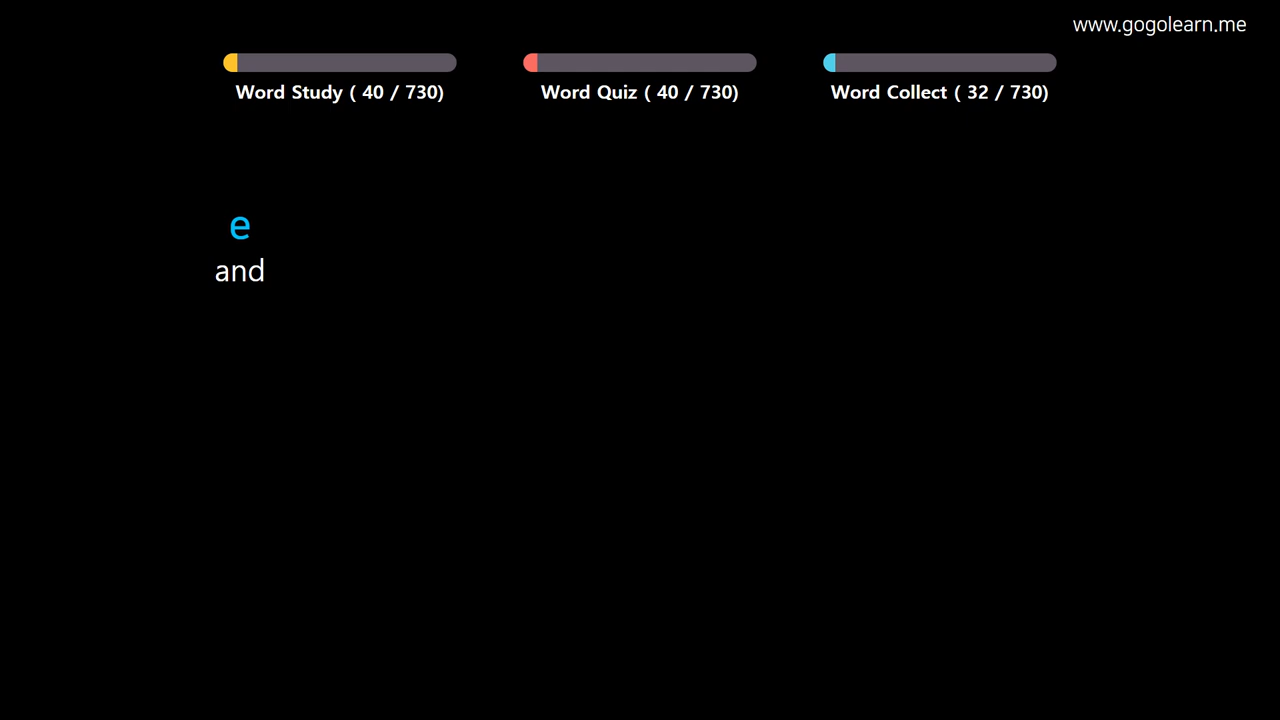 www.gogolearn.me
Word Study ( 40 / 730)
Word Quiz ( 40 / 730)
Word Collect ( 32 / 730)
e
and